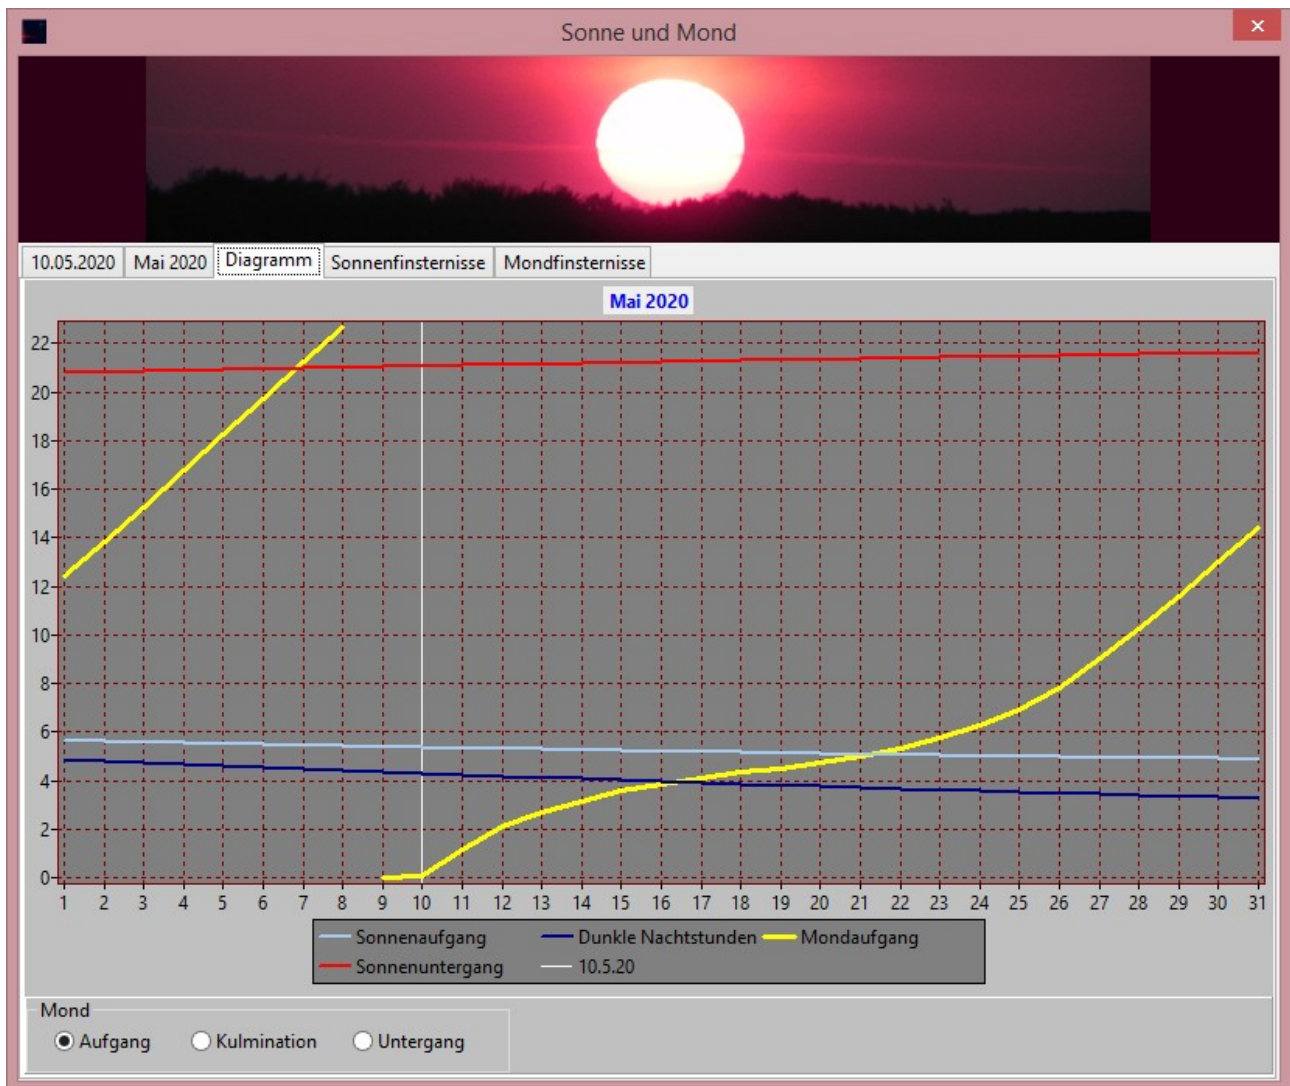 Sonne und Mond
10.05.2020 Mai 2020 Diagramm Sonnenfinsternisse Mondfinsternisse
Mai 2020
22
20
18
16
14
12
10
8
6
4
2
0
1 2 3 4 5 6 7 8 9 10 11 12 13 14 15 16 17 18 19 20 21 22 23 24 25 26 27 28 29 30 31
Sonnenaufgang Dunkle Nachtstunden Mondaufgang
Sonnenuntergang 10.5.20
Mond
Aufgang Kulmination Untergang